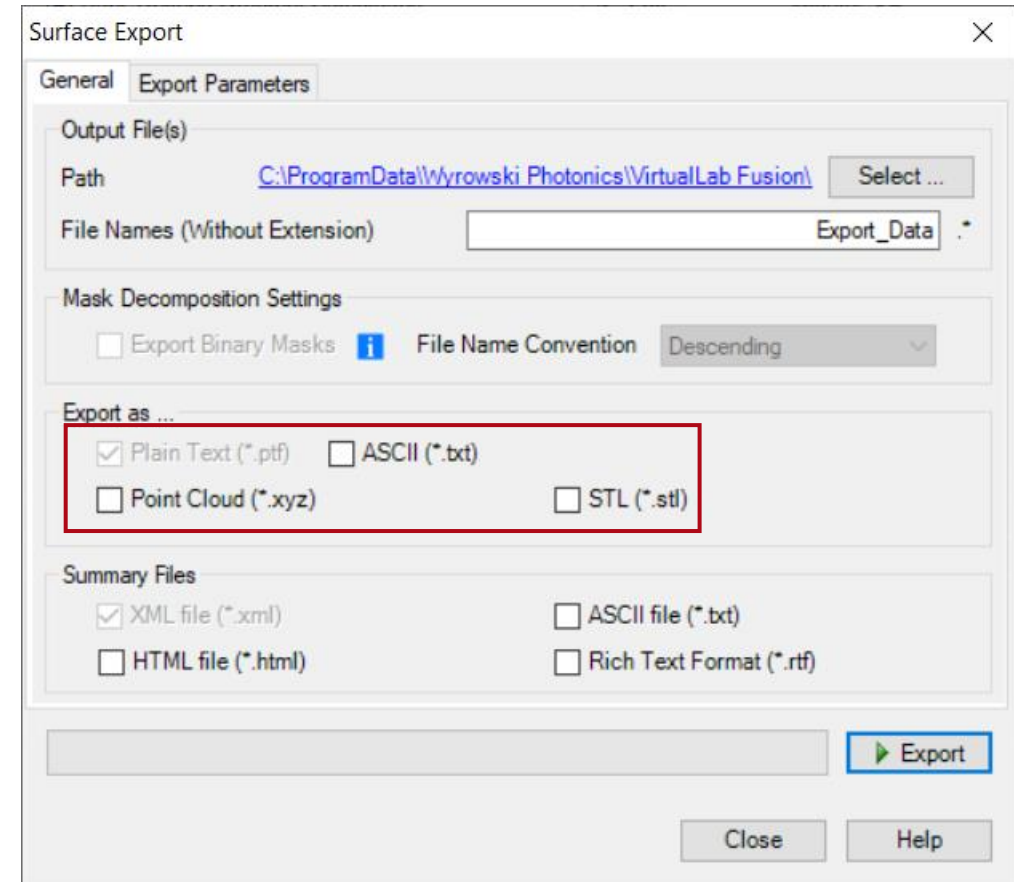 Surface Export
General Export Parameters
Output File(s)
Path C:\ProgramData\Wyrowski Photonics\VirtualLab Fusion\ Select ...
File Names (Without Extension) Export_Data .*
Mask Decomposition Settings
Export Binary Masks i File Name Convention Descending
Export as ...
Plain Text (*.ptf) ASCII (*.txt)
Point Cloud (*.xyz) STL (*.stl)
Summary Files
XML file (*.xml) ASCII file (*.txt)
HTML file (*.html) Rich Text Format (*.rtf)
Export
Close Help